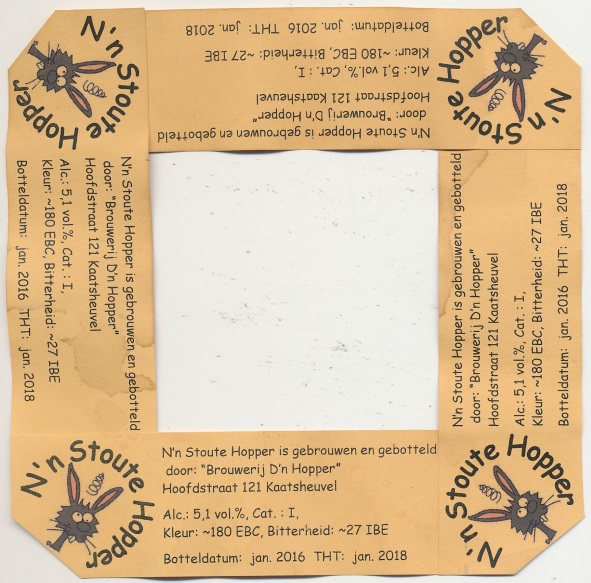 N'n Stoute Hopper
N'n Stoute Hopper is gebrouwen en gebotteld
door: "Brouwerij D'n Hopper"
Hoofdstraat 121 Kaatsheuvel
Alc.: 5,1 vol.%, Cat. : I,
Kleur: ~180 EBC, Bitterheid: ~27 IBE
Botteldatum: jan. 2016 THT: jan. 2018
N'n Stoute Hopper
N'n Stoute Hopper is gebrouwen en gebotteld
door: "Brouwerij D'n Hopper"
Hoofdstraat 121 Kaatsheuvel
Alc.: 5,1 vol.%, Cat. : I,
Kleur: ~180 EBC, Bitterheid: ~27 IBE
Botteldatum: jan. 2016 THT: jan. 2018
N'n Stoute Hopper
N'n Stoute Hopper is gebrouwen en gebotteld
door: "Brouwerij D'n Hopper"
Hoofdstraat 121 Kaatsheuvel
Alc.: 5,1 vol.%, Cat. : I,
Kleur: ~180 EBC, Bitterheid: ~27 IBE
Botteldatum: jan. 2016 THT: jan. 2018
N'n Stoute Hopper
N'n Stoute Hopper is gebrouwen en gebotteld
door: "Brouwerij D'n Hopper"
Hoofdstraat 121 Kaatsheuvel
Alc.: 5,1 vol.%, Cat. : I,
Kleur: ~180 EBC, Bitterheid: ~27 IBE
Botteldatum: jan. 2016 THT: jan. 2018